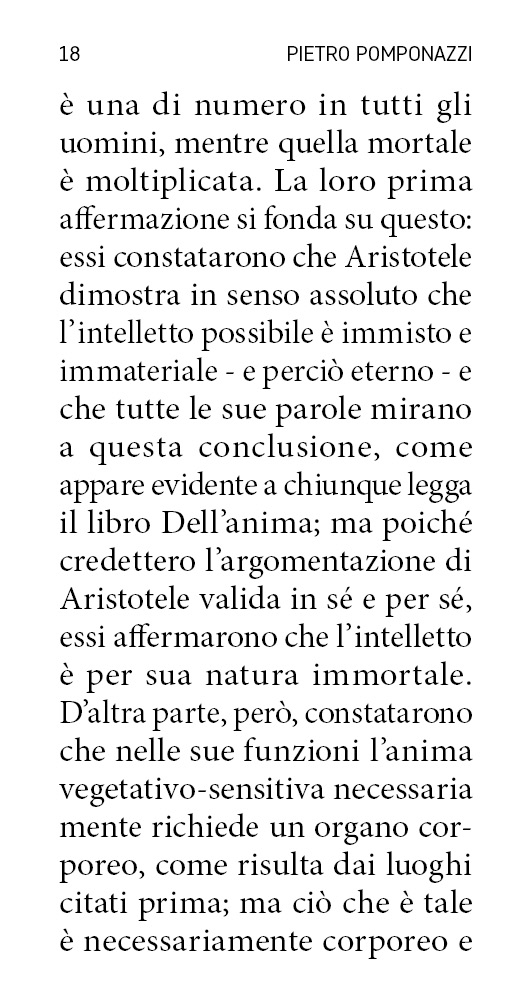 18 PIETRO POMPONAZZI
è una di numero in tutti gli
uomini, mentre quella mortale
è moltiplicata. La loro prima
affermazione si fonda su questo:
essi constatarono che Aristotele
dimostra in senso assoluto che
l'intelletto possibile è immisto e
immateriale - e perciò eterno - e
che tutte le sue parole mirano
a questa conclusione, come
appare evidente a chiunque legga
il libro Dell'anima; ma poiché
credettero l'argomentazione di
Aristotele valida in sé e per sé,
essi affermarono che l'intelletto
è per sua natura immortale.
D'altra parte, però, constatarono
che nelle sue funzioni l'anima
vegetativo-sensitiva necessaria
mente richiede un organo cor-
poreo, come risulta dai luoghi
citati prima; ma ciò che è tale
è necessariamente corporeo e